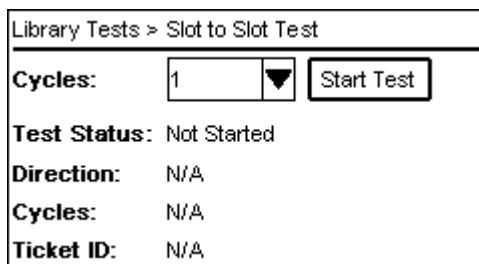 Library Tests > Slot to Slot Test
Cycles: 1 Start Test
Test Status: Not Started
Direction: N/A
Cycles: N/A
Ticket ID: N/A